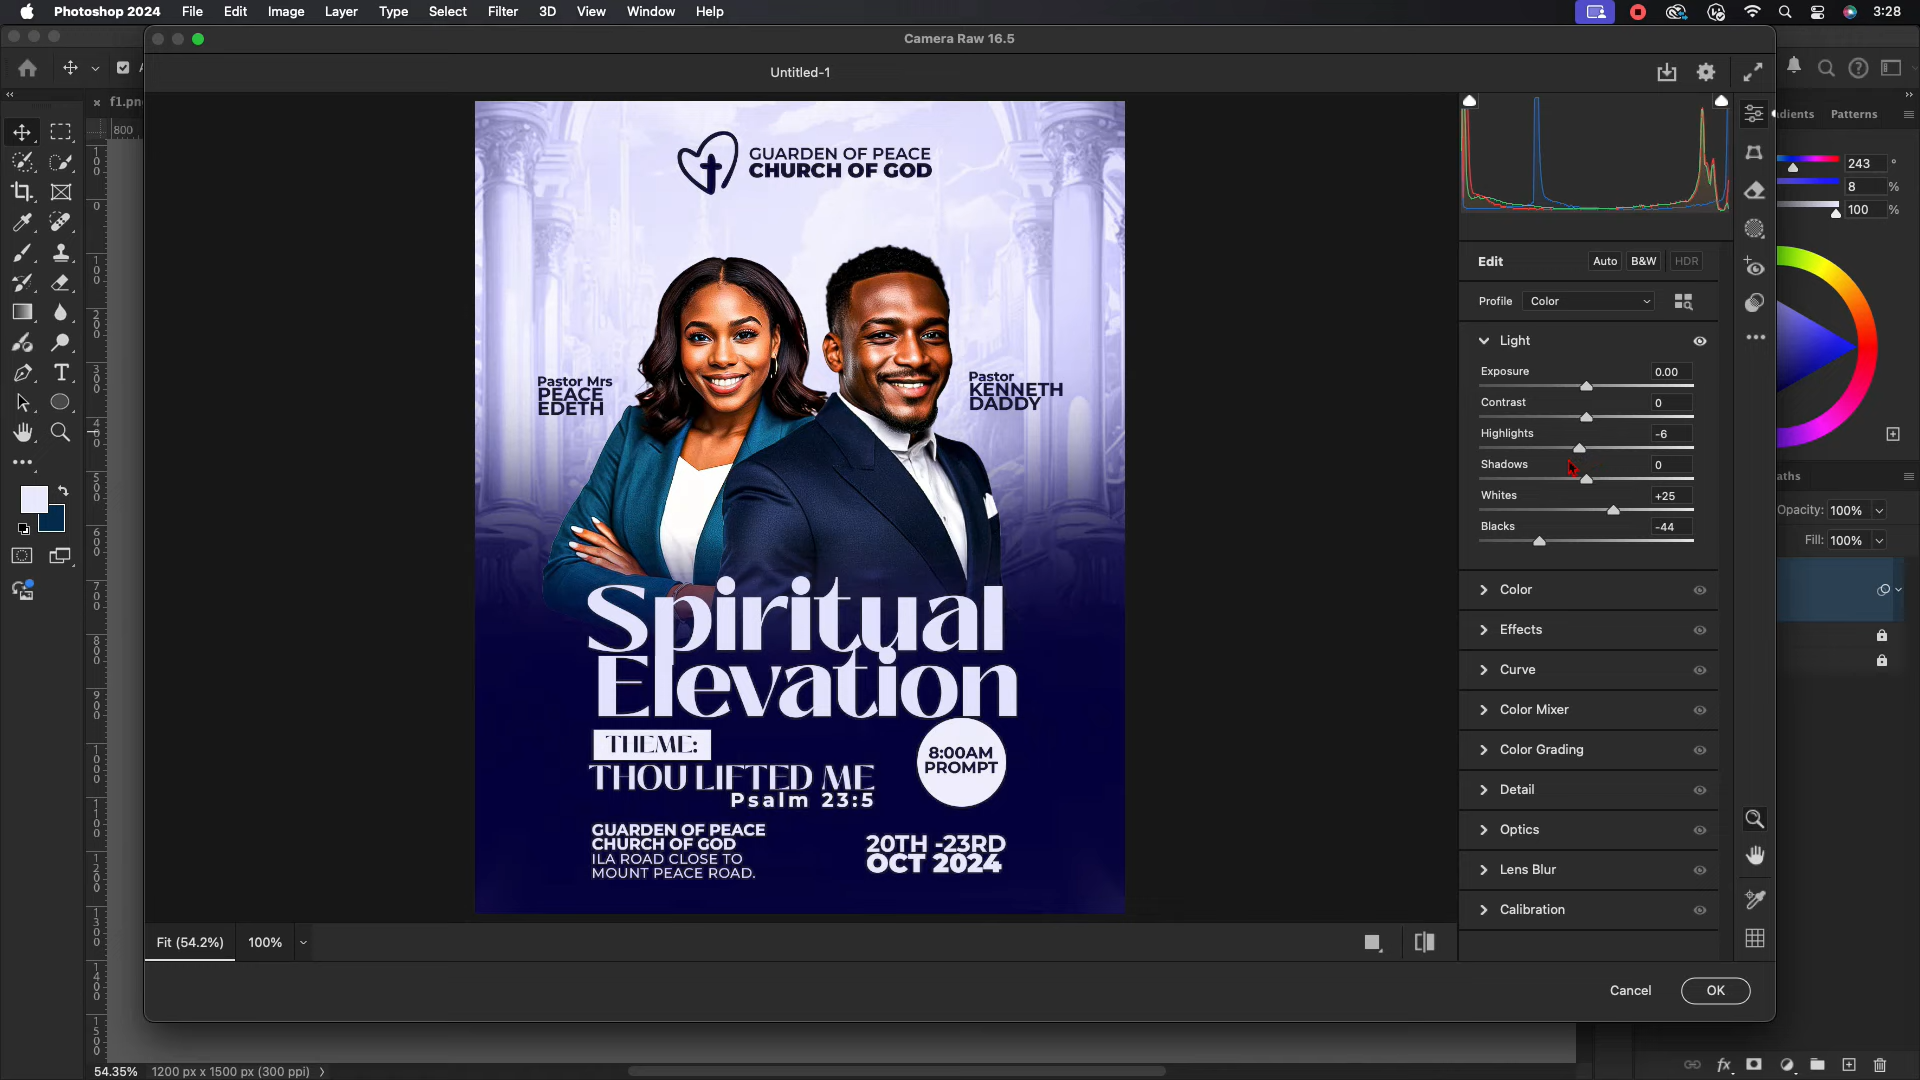 Photoshop 2024 File Edit Image Layer Type Select Filter 3D View Window Help 3:28
Camera Raw 16.5
Untitled-1
f1.pn
800
GUARDEN OF PEACE
CHURCH OF GOD
Pastor Mrs
PEACE
EDETH
Pastor
KENNETH
DADDY
Spiritual
Elevation
THEME:
THOU LIFTED ME
Psalm 23:5
8:00AM
PROMPT
GUARDEN OF PEACE
CHURCH OF GOD
ILA ROAD CLOSE TO
MOUNT PEACE ROAD.
20TH -23RD
OCT 2024
Edit Auto B&W HDR
Profile Color
Light
Exposure 0.00
Contrast 0
Highlights -6
Shadows 0
Whites +25
Blacks -44
Color
Effects
Curve
Color Mixer
Color Grading
Detail
Optics
Lens Blur
Calibration
dients Patterns
243 °
8 %
100 %
aths
Opacity: 100%
Fill: 100%
Fit (54.2%) 100%
Cancel OK
54.35% 1200 px x 1500 px (300 ppi)